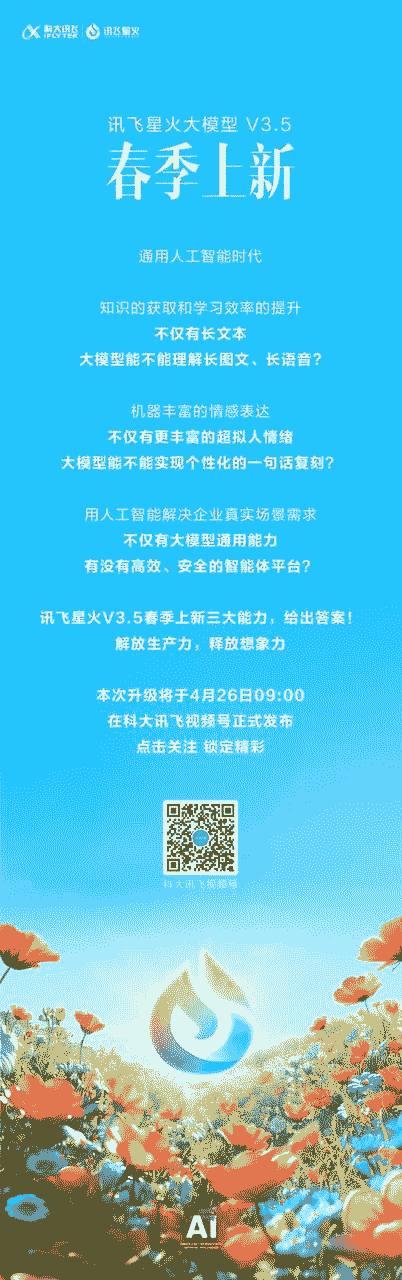 科大讯飞 讯飞星火
iFLYTEK
讯飞星火大模型 V3.5
春季上新
通用人工智能时代
知识的获取和学习效率的提升
不仅有长文本
大模型能不能理解长图文、长语音？
机器丰富的情感表达
不仅有更丰富的超拟人情绪
大模型能不能实现个性化的一句话复刻？
用人工智能解决企业真实场景需求
不仅有大模型通用能力
有没有高效、安全的智能体平台？
讯飞星火V3.5春季上新三大能力，给出答案！
解放生产力，释放想象力
本次升级将于4月26日09:00
在科大讯飞视频号正式发布
点击关注 锁定精彩
科大讯飞视频号
AI